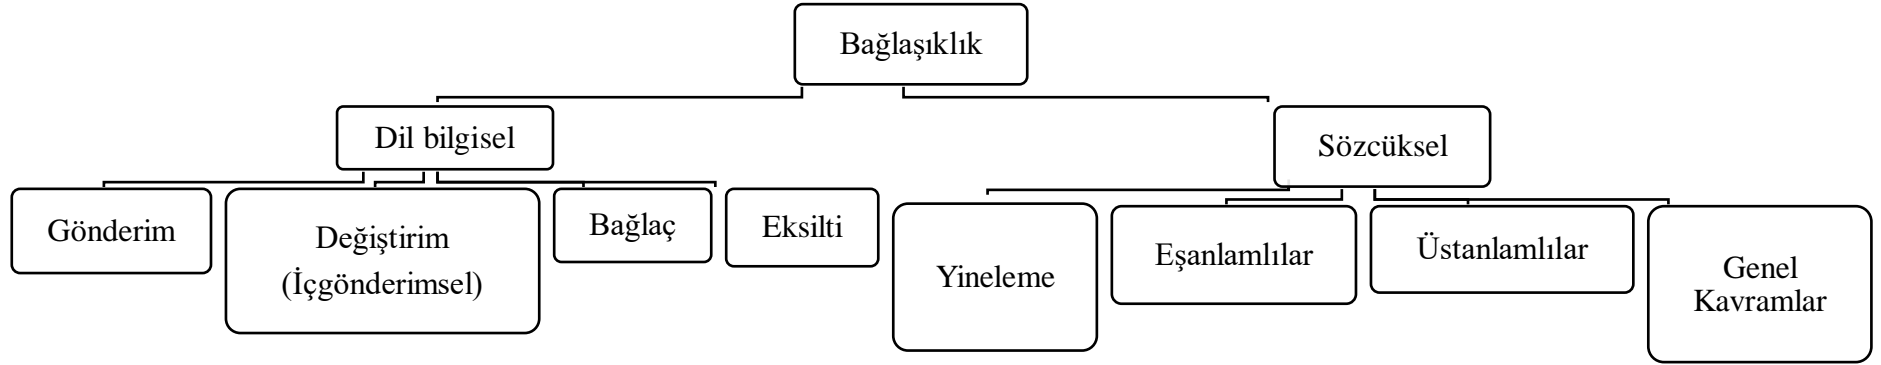 Bağlaşıklık
Dil bilgisel
Sözcüksel
Gönderim
Değiştirim
(İçgönderimsel)
Bağlaç
Eksilti
Yineleme
Eşanlamlılar
Üstanlamlılar
Genel
Kavramlar